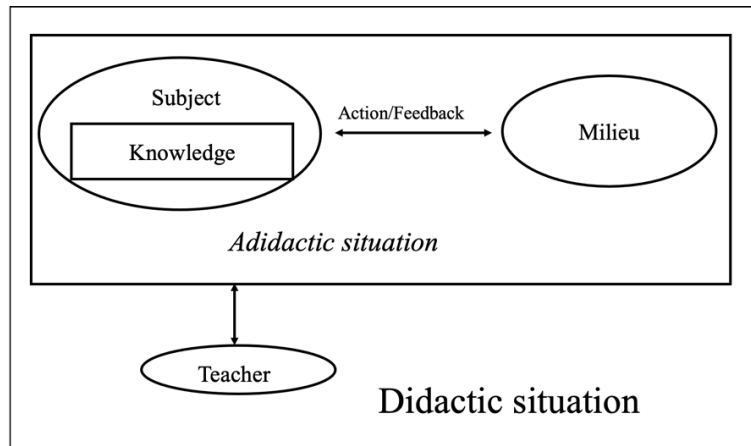 Subject
Action/Feedback
Milieu
Knowledge
Adidactic situation
Teacher
Didactic situation